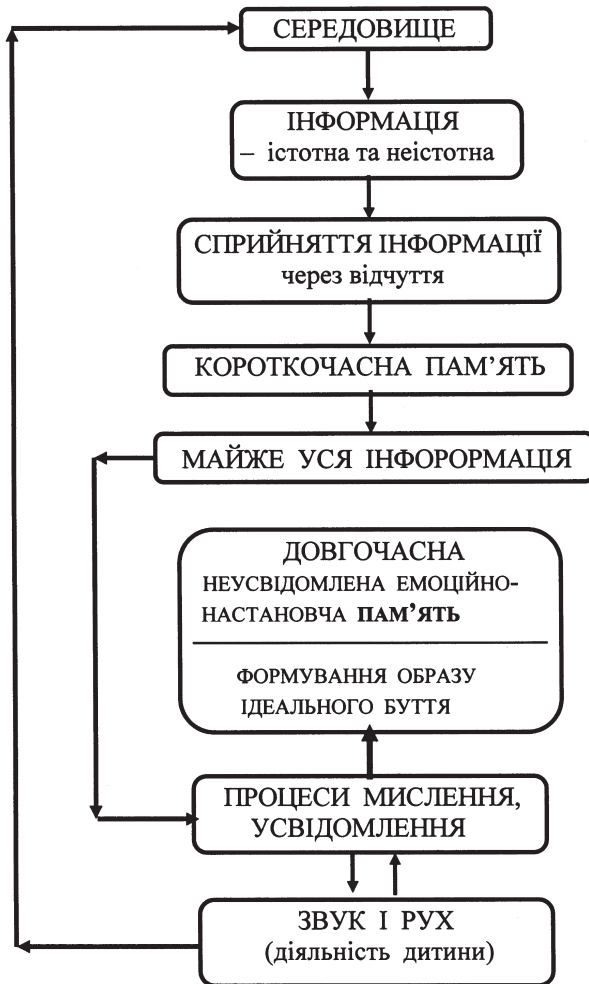 СЕРЕДОВИЩЕ
ІНФОРМАЦІЯ
– істотна та неістотна
СПРИЙНЯТТЯ ІНФОРМАЦІЇ
через відчуття
КОРОТКОЧАСНА ПАМ’ЯТЬ
МАЙЖЕ УСЯ ІНФОРОРМАЦІЯ
ДОВГОЧАСНА
НЕУСВІДОМЛЕНА ЕМОЦІЙНО-
НАСТАНОВЧА ПАМ’ЯТЬ
ФОРМУВАННЯ ОБРАЗУ
ІДЕАЛЬНОГО БУТТЯ
ПРОЦЕСИ МИСЛЕННЯ,
УСВІДОМЛЕННЯ
ЗВУК І РУХ
(діяльність дитини)